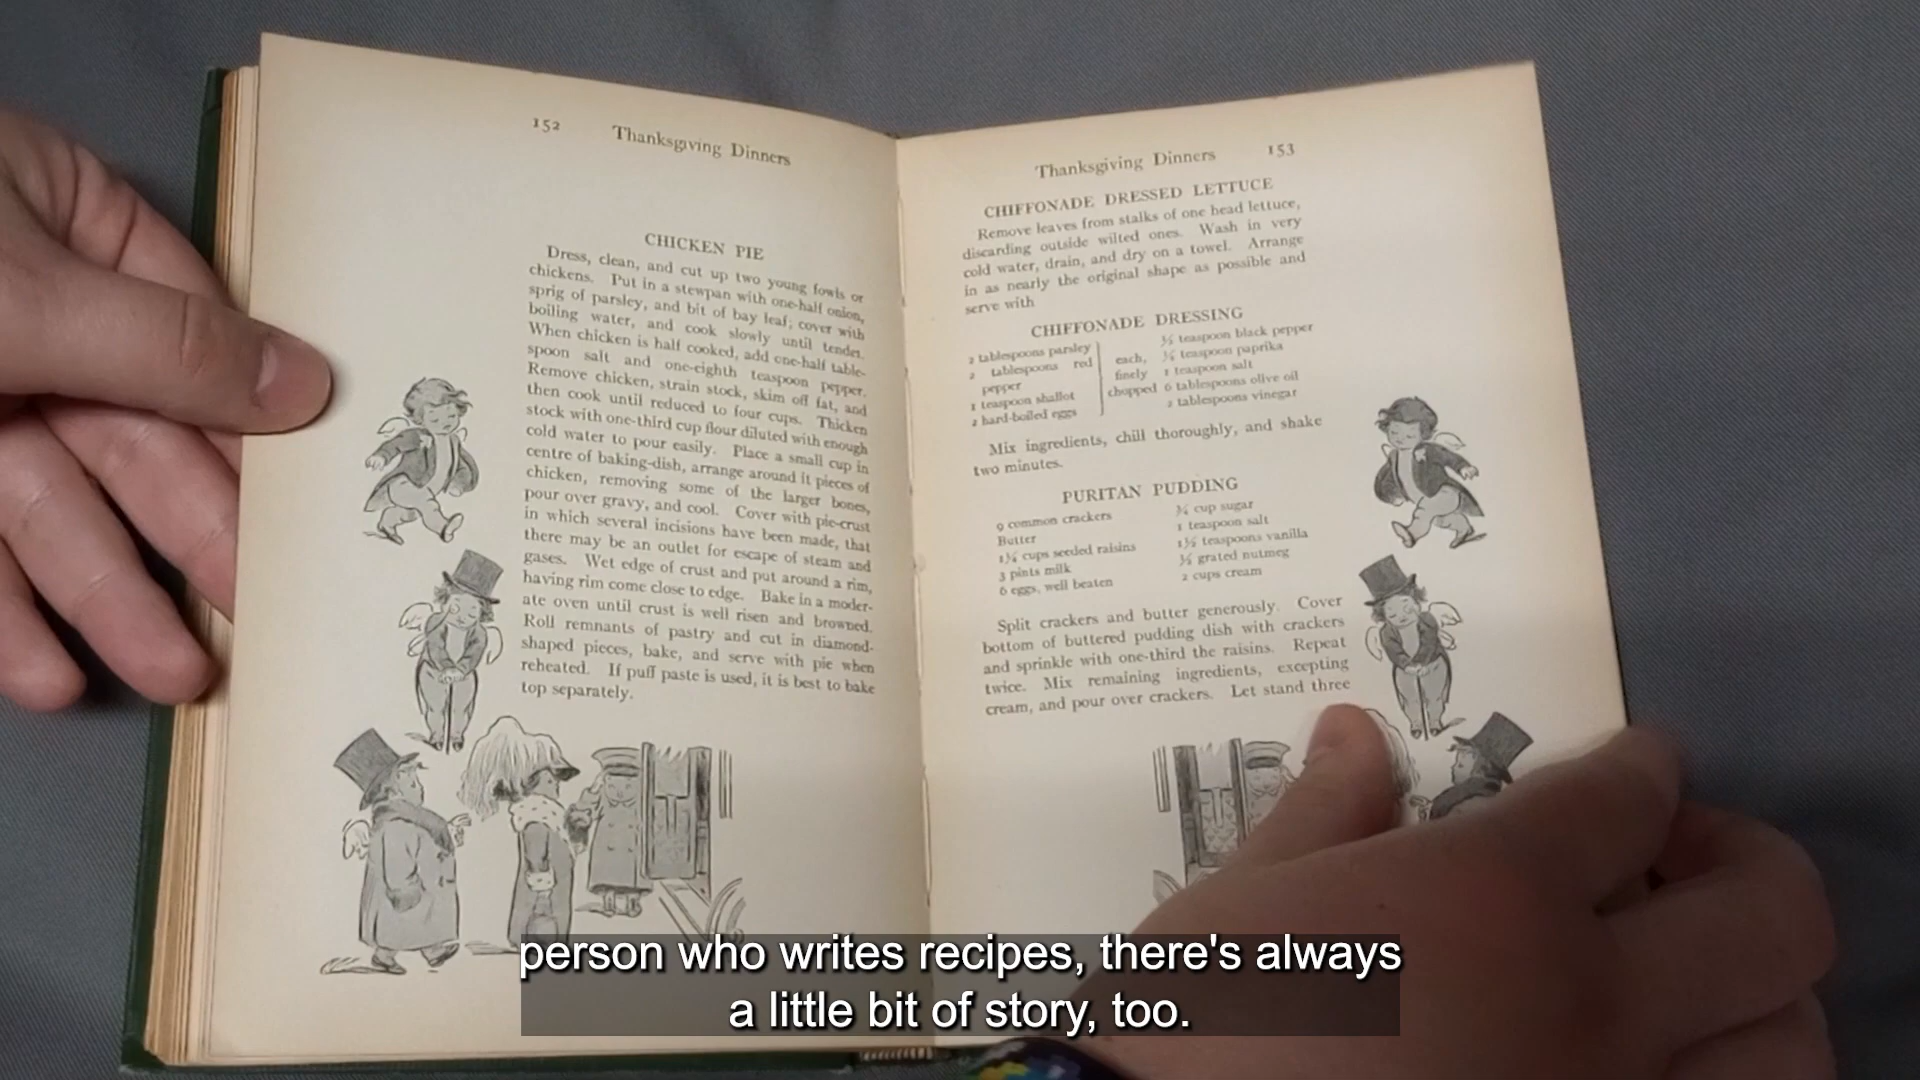 152 Thanksgiving Dinners
CHICKEN PIE
Dress, clean, and cut up two young fowls or
chickens. Put in a stewpan with one-half onion,
sprig of parsley, and bit of bay leaf; cover with
boiling water, and cook slowly until tender.
When chicken is half cooked, add one-half table-
spoon salt and one-eighth teaspoon pepper.
Remove chicken, strain stock, skim off fat, and
then cook until reduced to four cups. Thicken
stock with one-third cup flour diluted with enough
cold water to pour easily. Place a small cup in
centre of baking-dish, arrange around it pieces of
chicken, removing some of the larger bones,
pour over gravy, and cool. Cover with pie-crust
in which several incisions have been made, that
there may be an outlet for escape of steam and
gases. Wet edge of crust and put around a rim,
having rim come close to edge. Bake in a moder-
ate oven until crust is well risen and browned.
Roll remnants of pastry and cut in diamond-
shaped pieces, bake, and serve with pie when
reheated. If puff paste is used, it is best to bake
top separately.
Thanksgiving Dinners 153
CHIFFONADE DRESSED LETTUCE
Remove leaves from stalks of one head lettuce,
discarding outside wilted ones. Wash in very
cold water, drain, and dry on a towel. Arrange
in as nearly the original shape as possible and
serve with
CHIFFONADE DRESSING
2 tablespoons parsley
2 tablespoons red
pepper
1 teaspoon shallot
2 hard-boiled eggs
each,
finely
chopped
teaspoon black pepper
teaspoon paprika
1 teaspoon salt
6 tablespoons olive oil
2 tablespoons vinegar
Mix ingredients, chill thoroughly, and shake
two minutes.
PURITAN PUDDING
9 common crackers
Butter
cups seeded raisins
3 pints milk
6 eggs, well beaten
cup sugar
1 teaspoon salt
1½ teaspoons vanilla
grated nutmeg
2 cups cream
Split crackers and butter generously. Cover
bottom of buttered pudding dish with crackers
and sprinkle with one-third the raisins. Repeat
twice. Mix remaining ingredients, excepting
cream, and pour over crackers. Let stand three
person who writes recipes, there's always
a little bit of story, too.